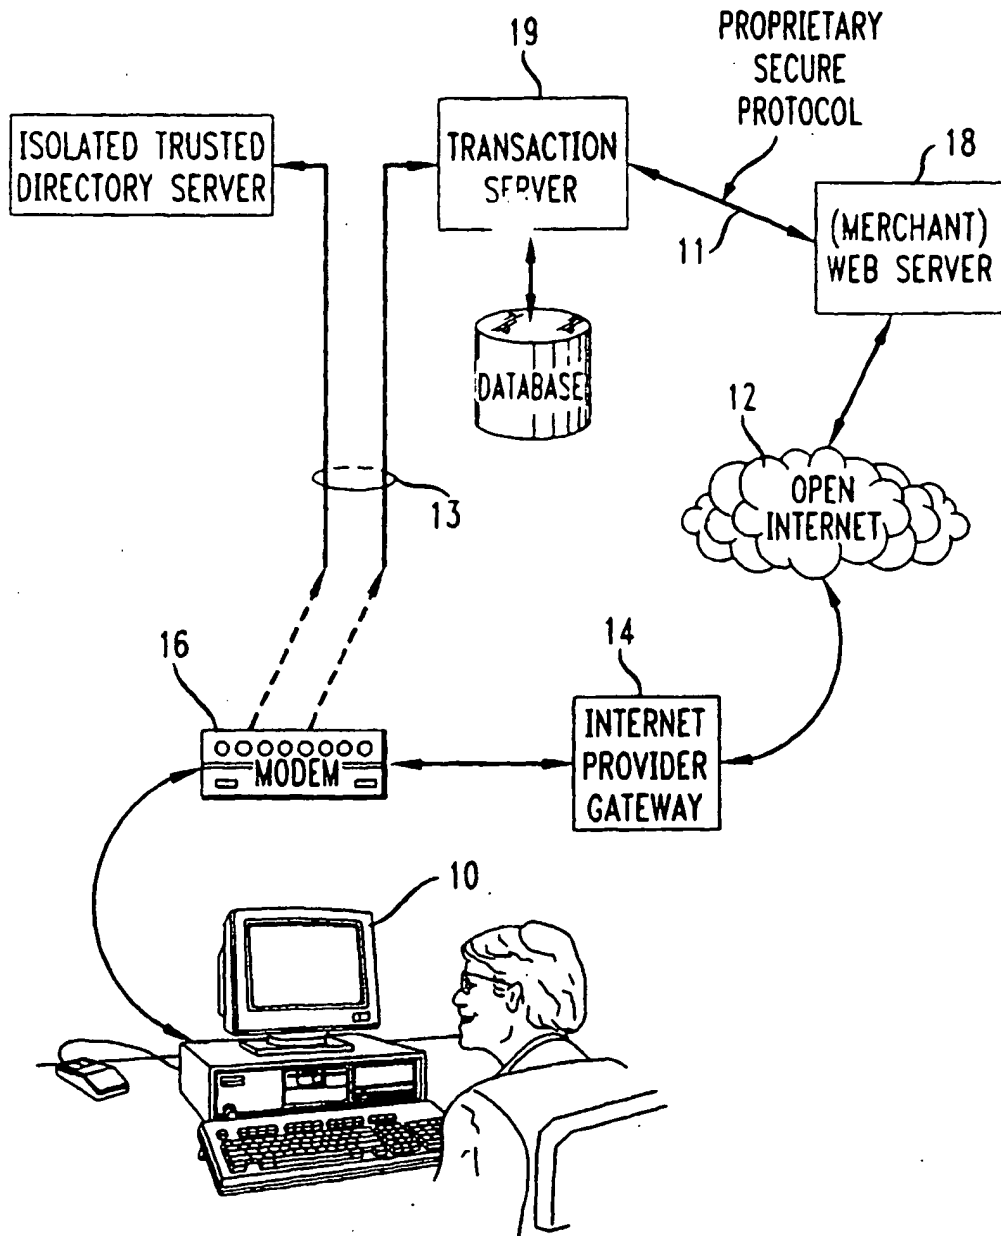 19
PROPRIETARY
SECURE
PROTOCOL
ISOLATED TRUSTED
DIRECTORY SERVER
TRANSACTION
SERVER
18
(MERCHANT)
WEB SERVER
11
DATABASE
12
OPEN
INTERNET
13
16
14
MODEM
INTERNET
PROVIDER
GATEWAY
10